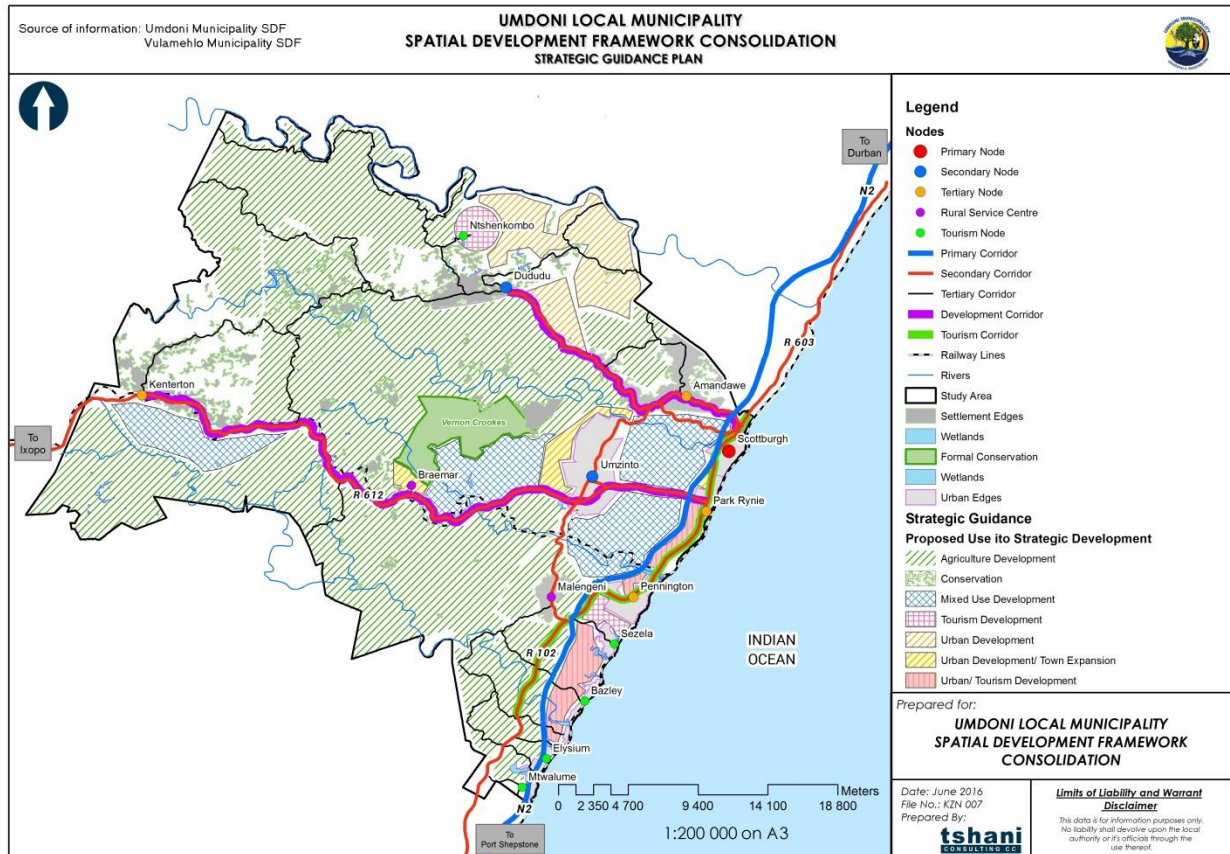 Source of information: Umdoni Municipality SDF
Vulamehlo Municipality SDF
UMDONI LOCAL MUNICIPALITY
SPATIAL DEVELOPMENT FRAMEWORK CONSOLIDATION
STRATEGIC GUIDANCE PLAN
UMDONI MUNICIPALITY
To
Durban
N2
Ntshenkombo
Dududu
R 603
Kenterton
Amandawe
To
Ixopo
Vernon Crookes
Scottburgh
Umzinto
Braemar
R 612
Park Rynie
Malengeni
Pennington
Sezela
INDIAN
OCEAN
R 102
Bazley
Elysium
Mtwalume
N2
To
Port Shepstone
Meters
0 2 350 4 700 9 400 14 100 18 800
1:200 000 on A3
Legend
Nodes
Primary Node
Secondary Node
Tertiary Node
Rural Service Centre
Tourism Node
Primary Corridor
Secondary Corridor
Tertiary Corridor
Development Corridor
Tourism Corridor
Railway Lines
Rivers
Study Area
Settlement Edges
Wetlands
Formal Conservation
Wetlands
Urban Edges
Strategic Guidance
Proposed Use ito Strategic Development
Agriculture Development
Conservation
Mixed Use Development
Tourism Development
Urban Development
Urban Development/ Town Expansion
Urban/ Tourism Development
Prepared for:
UMDONI LOCAL MUNICIPALITY
SPATIAL DEVELOPMENT FRAMEWORK
CONSOLIDATION
Date: June 2016
File No.: KZN 007
Prepared By:
tshani
CONSULTING CC
Limits of Liability and Warrant
Disclaimer
This data is for information purposes only.
No liability shall devolve upon the local
authority or it's officials through the
use thereof.